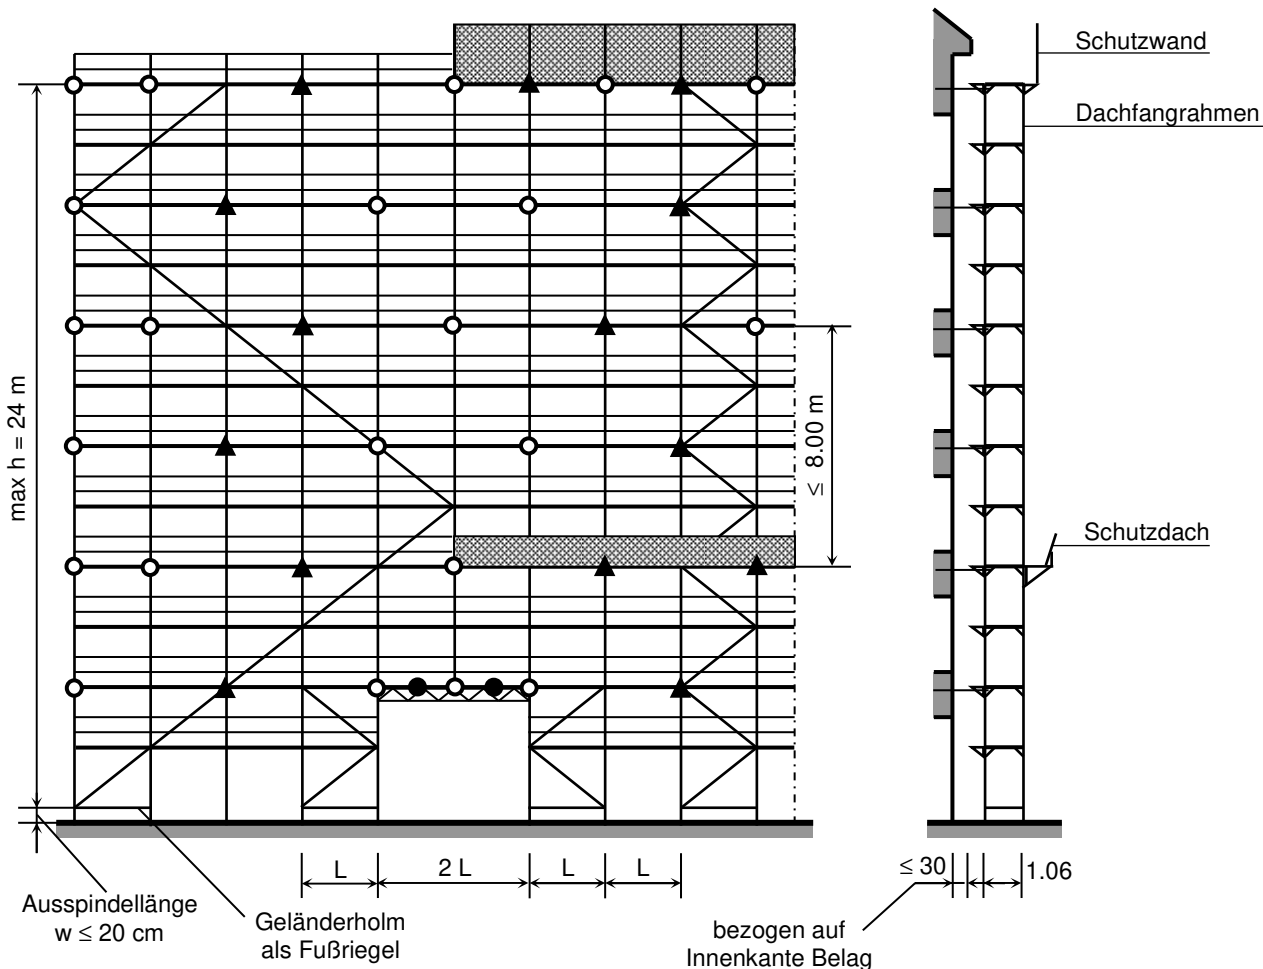 Schutzwand
Dachfangrahmen
max h = 24 m
≤ 8.00 m
Schutzdach
L
2 L
L
L
≤ 30
1.06
Ausspindellänge
w ≤ 20 cm
Geländerholm
als Fußriegel
bezogen auf
Innenkante Belag